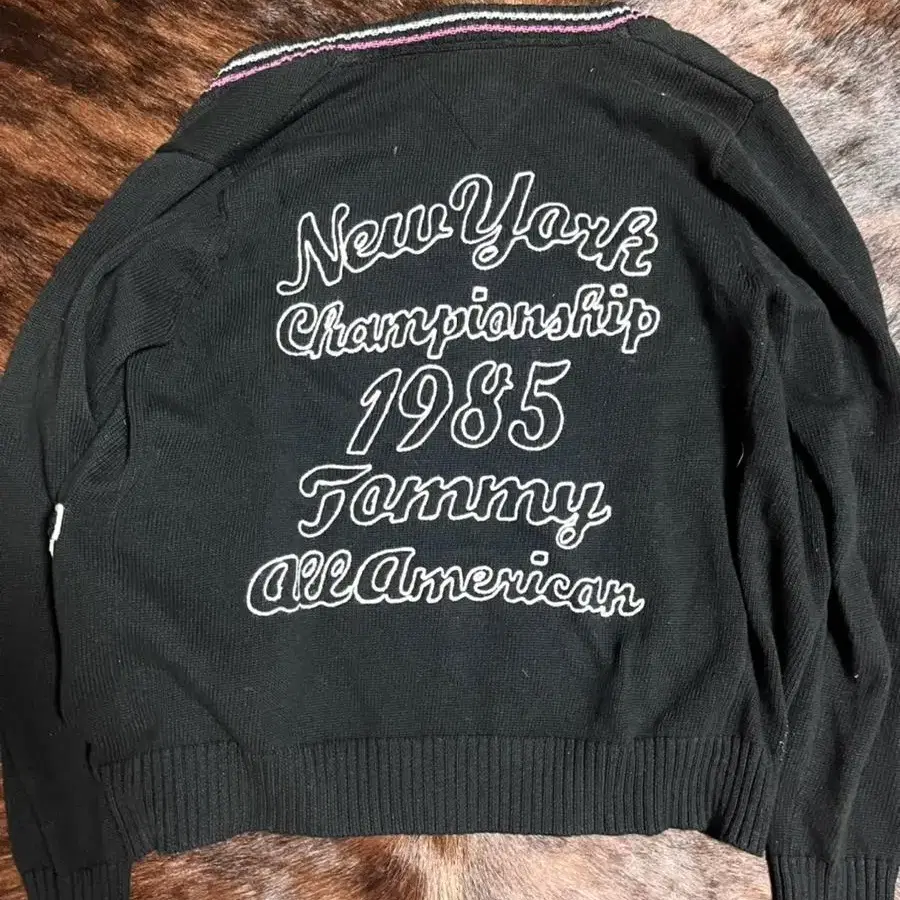 New York
Championship
1985
Tommy
All American